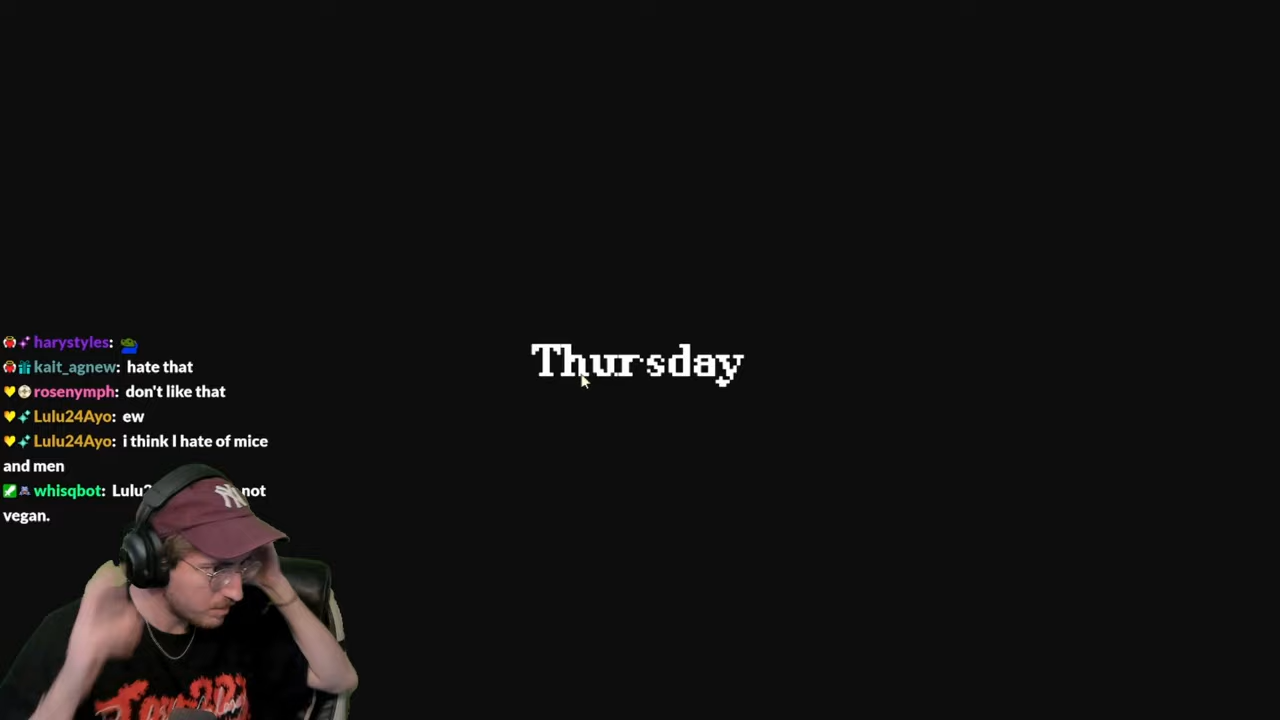 harystyles:
kait_agnew: hate that
rosenymph: don't like that
Lulu24Ayo: ew
Lulu24Ayo: i think I hate of mice
and men
whisqbot: not
vegan.
Thursday
NY